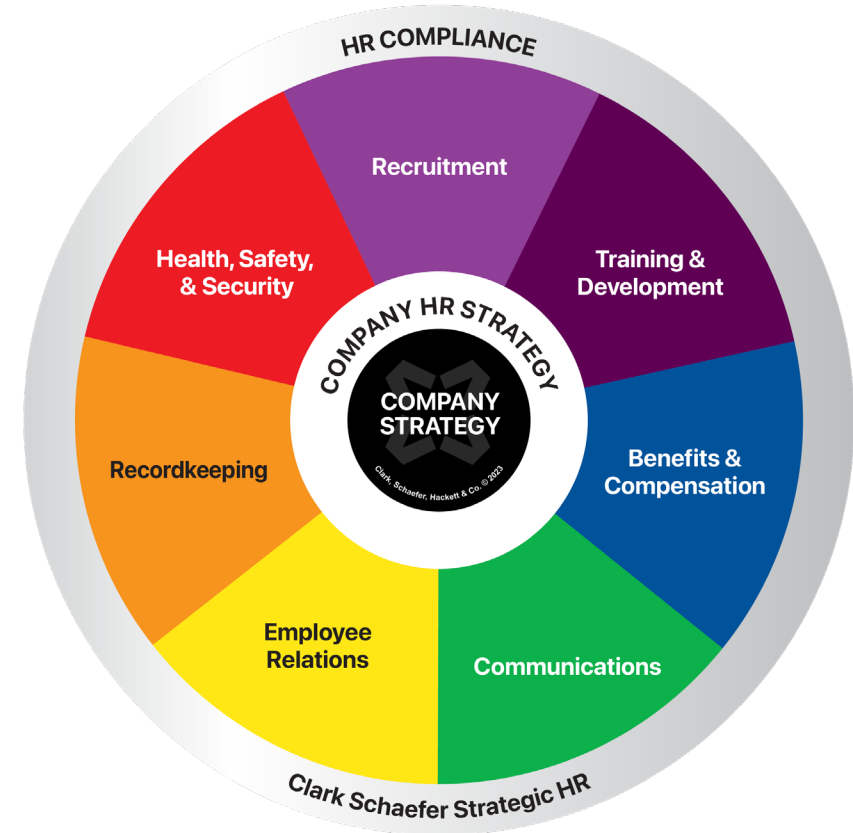 HR COMPLIANCE
Recruitment
Health, Safety,
& Security
Training &
Development
COMPANY HR STRATEGY
COMPANY
STRATEGY
Clark, Schaefer, Hackett & Co. © 2023
Recordkeeping
Benefits &
Compensation
Employee
Relations
Communications
Clark Schaefer Strategic HR